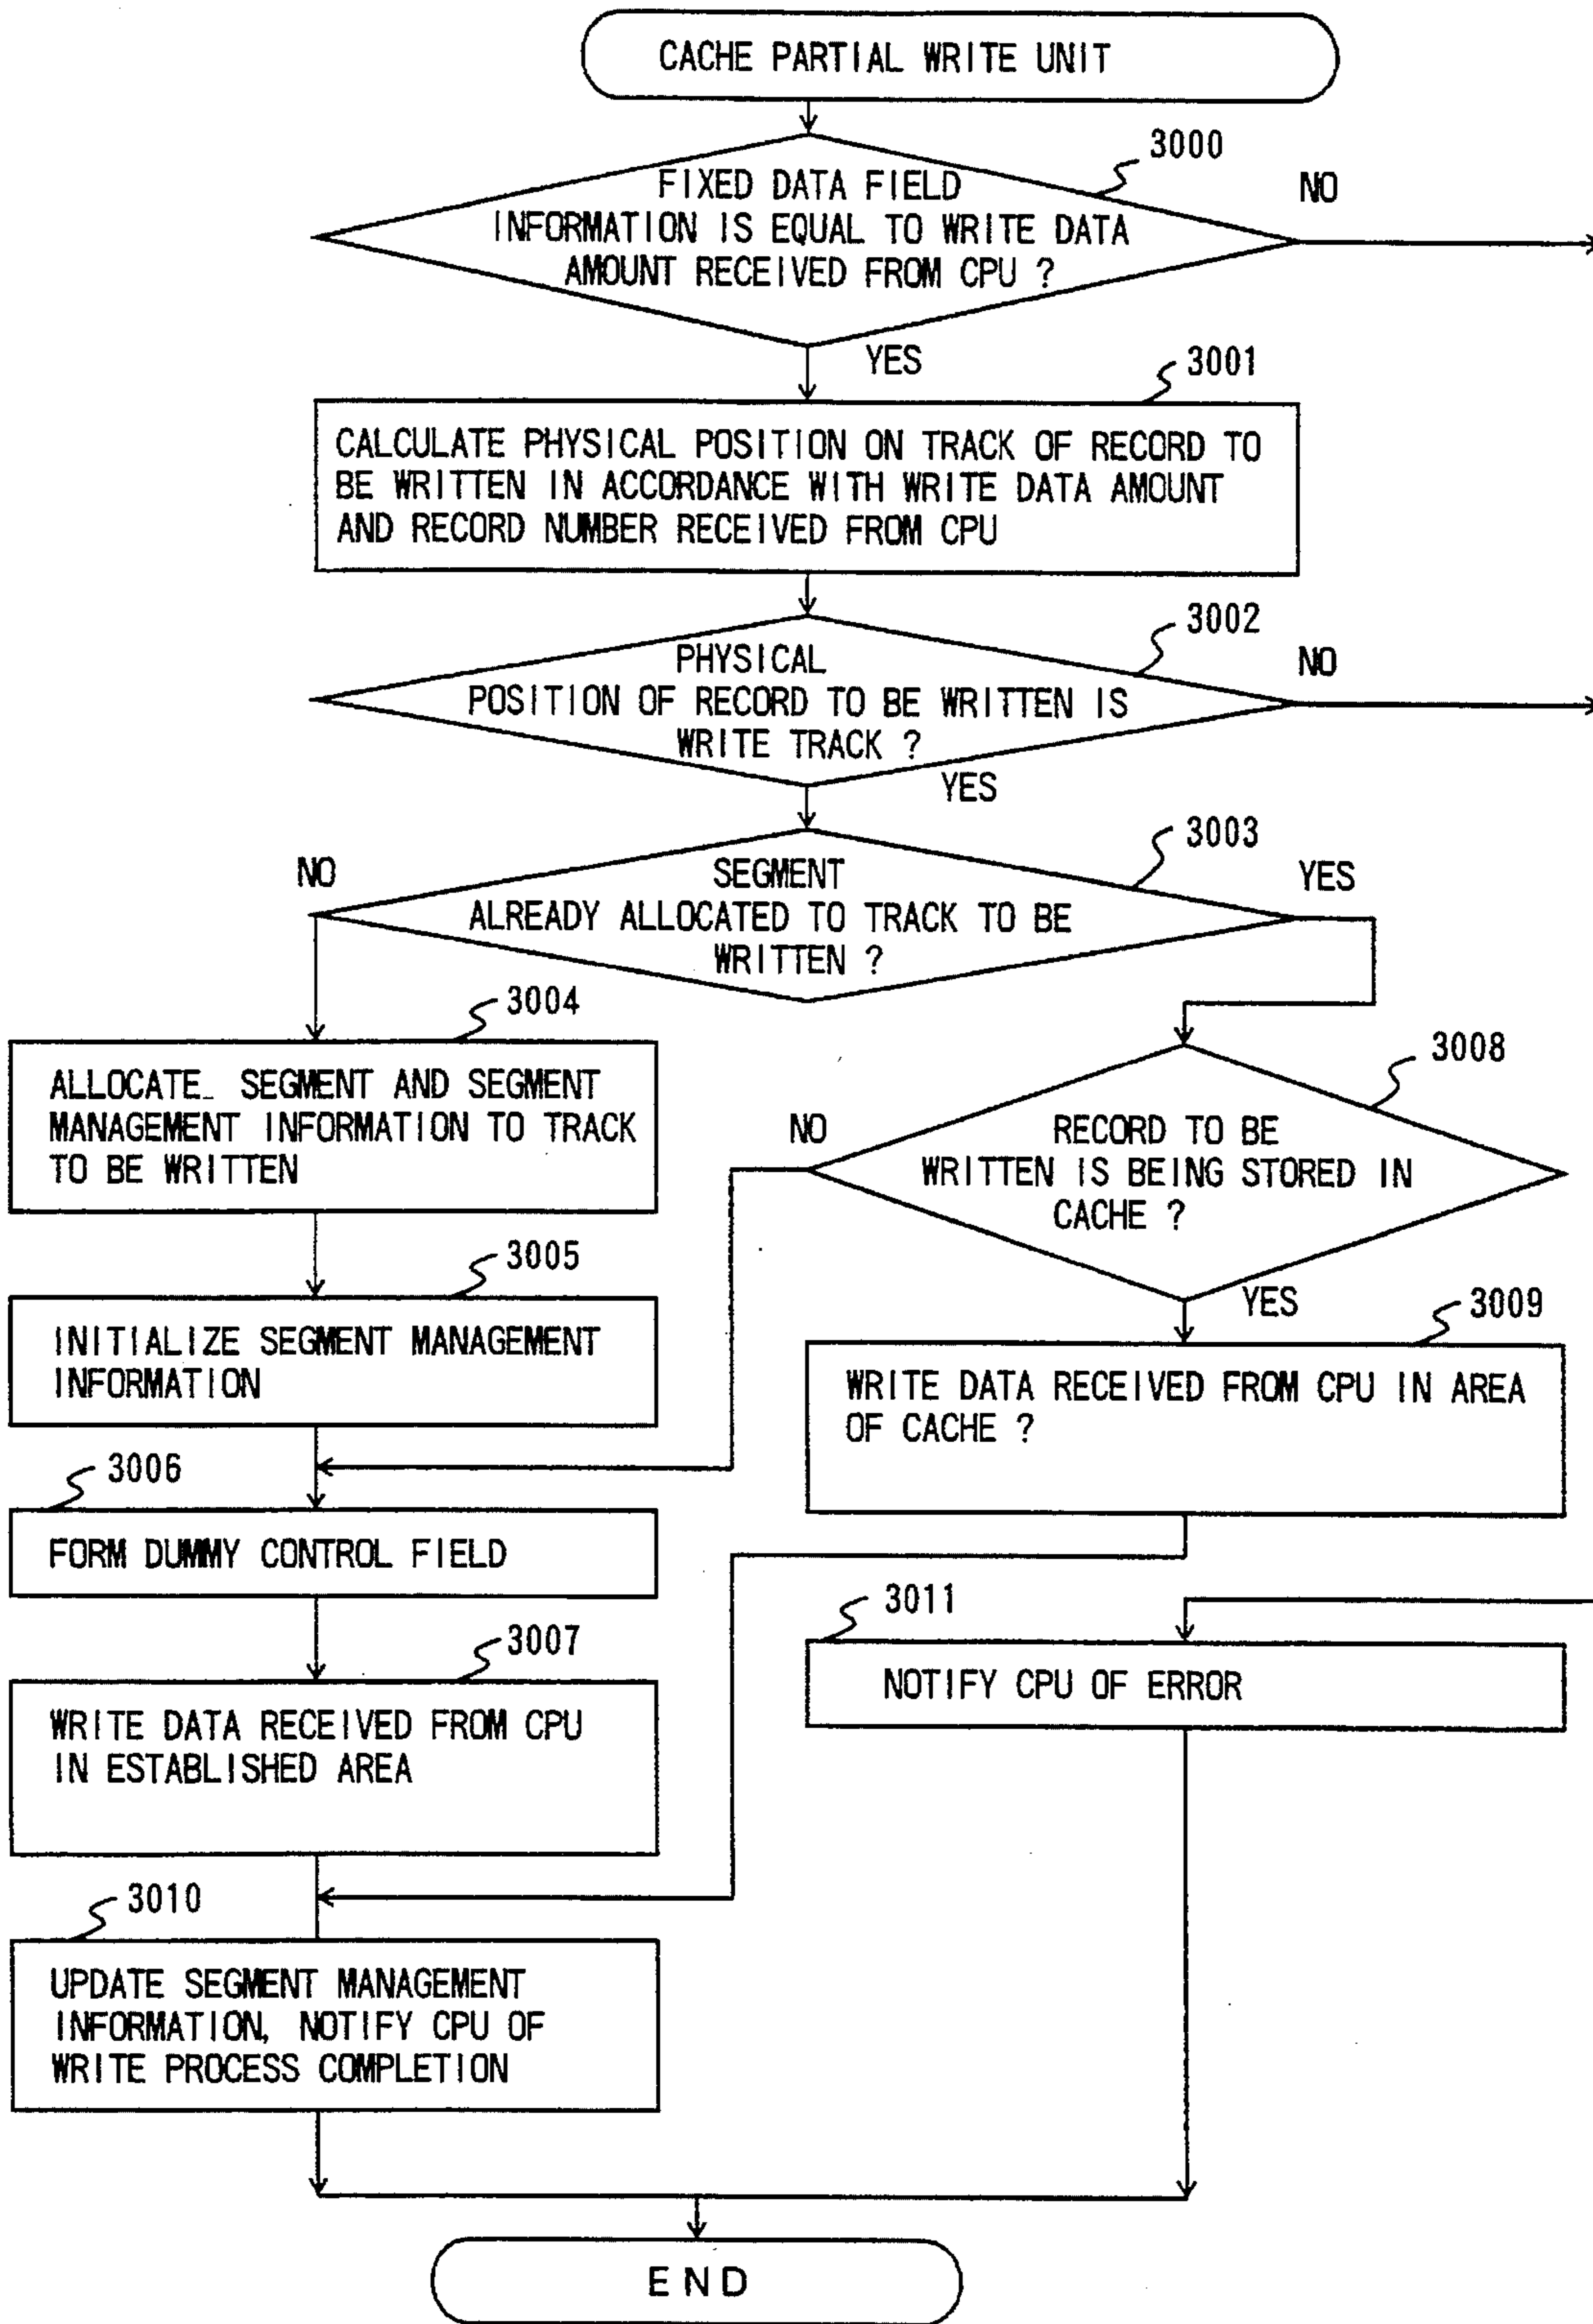 CACHE PARTIAL WRITE UNIT
3000
FIXED DATA FIELD
INFORMATION IS EQUAL TO WRITE DATA
AMOUNT RECEIVED FROM CPU ?
NO
YES
3001
CALCULATE PHYSICAL POSITION ON TRACK OF RECORD TO
BE WRITTEN IN ACCORDANCE WITH WRITE DATA AMOUNT
AND RECORD NUMBER RECEIVED FROM CPU
3002
PHYSICAL
POSITION OF RECORD TO BE WRITTEN IS
WRITE TRACK ?
NO
YES
3003
NO
SEGMENT
ALREADY ALLOCATED TO TRACK TO BE
WRITTEN ?
YES
3004
ALLOCATE SEGMENT AND SEGMENT
MANAGEMENT INFORMATION TO TRACK
TO BE WRITTEN
3008
NO
RECORD TO BE
WRITTEN IS BEING STORED IN
CACHE ?
YES
3005
INITIALIZE SEGMENT MANAGEMENT
INFORMATION
3009
WRITE DATA RECEIVED FROM CPU IN AREA
OF CACHE ?
3006
FORM DUMMY CONTROL FIELD
3007
WRITE DATA RECEIVED FROM CPU
IN ESTABLISHED AREA
3011
NOTIFY CPU OF ERROR
3010
UPDATE SEGMENT MANAGEMENT
INFORMATION, NOTIFY CPU OF
WRITE PROCESS COMPLETION
END